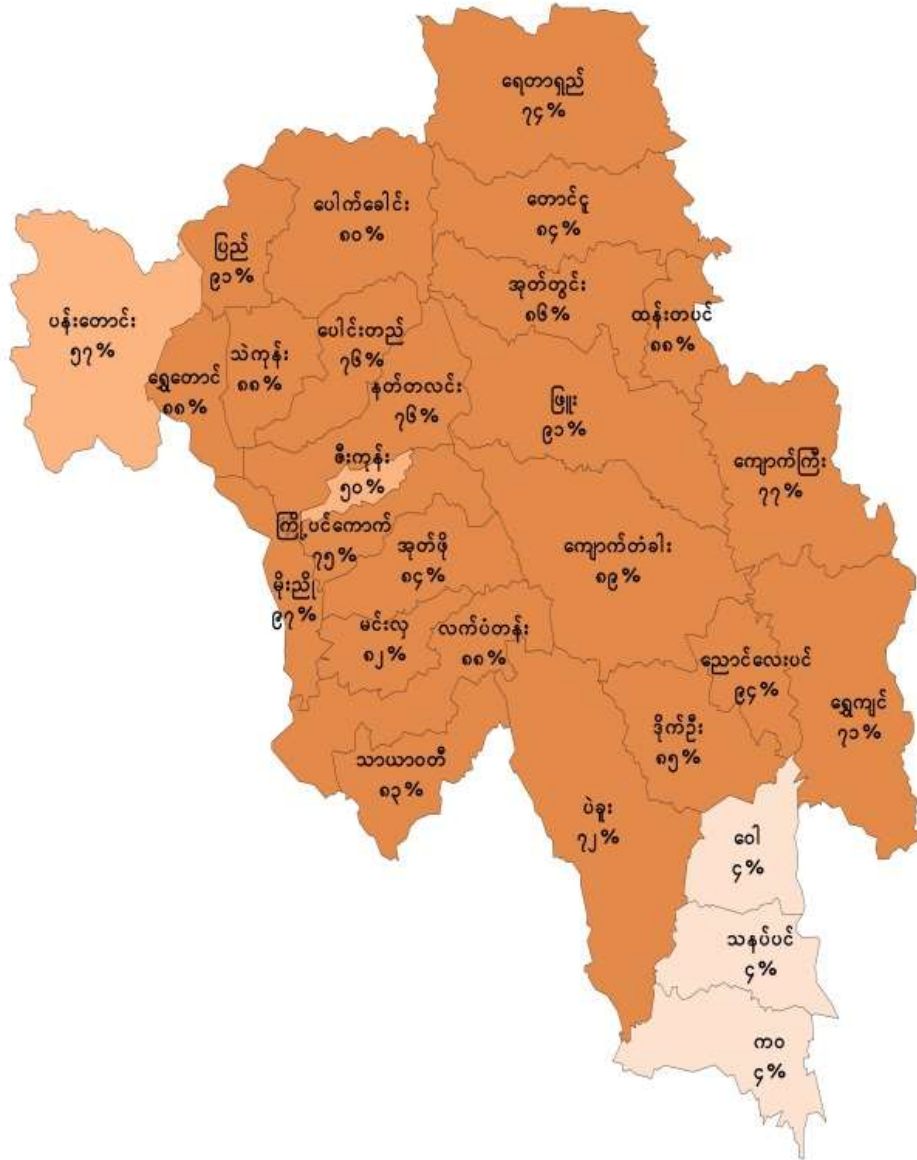 ရေတာရှည်
၇၄%
ပေါက်ခေါင်း
၈၀%
တောင်ငူ
၈၄%
ပြည်
၉၁%
အုတ်တွင်း
၈၆%
ထန်းတပင်
၈၈%
ပန်းတောင်း
၅၇%
ရွှေတောင်
၈၈%
သဲကုန်း
၈၈%
ပေါင်းတည်
၇၆%
နတ်တလင်း
၇၆%
ဖြူး
၉၁%
ကျောက်ကြီး
၇၇%
ဇီးကုန်း
၅၀%
ကြို့ပင်ကောက်
၇၅%
အုတ်ဖို
၈၄%
ကျောက်တံခါး
၈၉%
မိုးညို
၉၇%
မင်းလှ
၈၂%
လက်ပံတန်း
၈၈%
ညောင်လေးပင်
၉၄%
ရွှေကျင်
၇၁%
ဒိုက်ဦး
၈၅%
သာယာဝတီ
၈၃%
ပဲခူး
၇၂%
ဝေါ
၄%
သနပ်ပင်
၄%
ကဝ
၄%